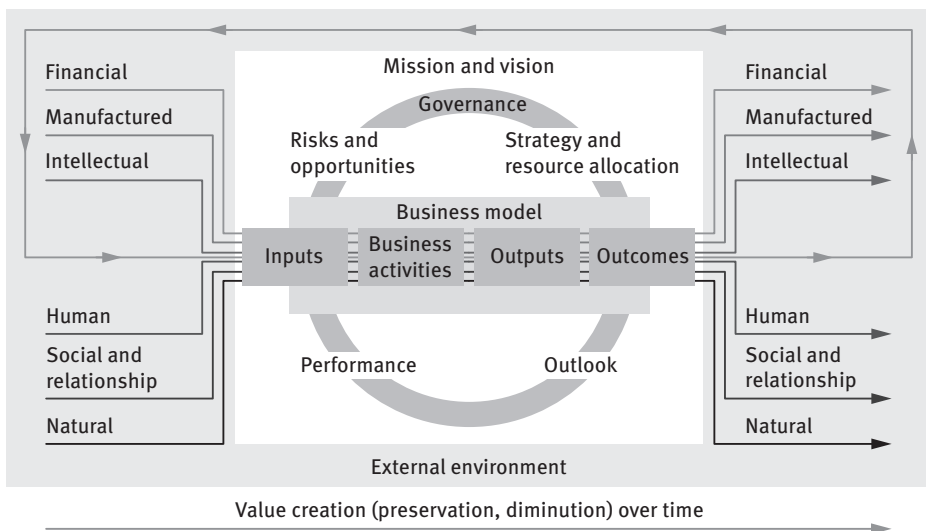 Financial
Manufactured
Intellectual
Human
Social and
relationship
Natural
Mission and vision
Governance
Risks and
opportunities
Strategy and
resource allocation
Business model
Inputs
Business
activities
Outputs
Outcomes
Performance
Outlook
Financial
Manufactured
Intellectual
Human
Social and
relationship
Natural
External environment
Value creation (preservation, diminution) over time